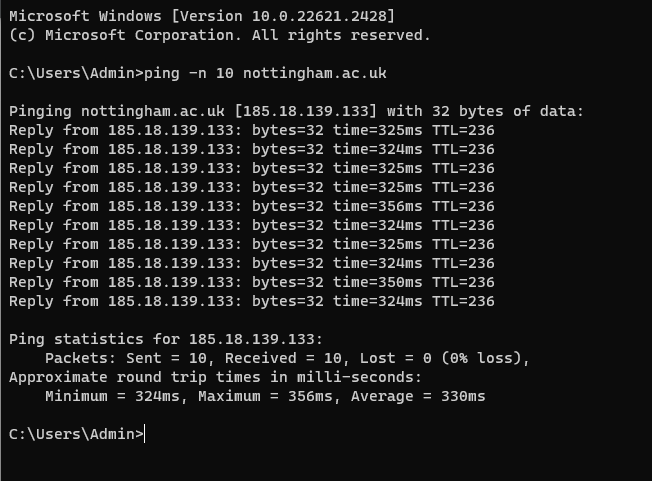 Microsoft Windows [Version 10.0.22621.2428]
(c) Microsoft Corporation. All rights reserved.
C:\Users\Admin>ping -n 10 nottingham.ac.uk
Pinging nottingham.ac.uk [185.18.139.133] with 32 bytes of data:
Reply from 185.18.139.133: bytes=32 time=325ms TTL=236
Reply from 185.18.139.133: bytes=32 time=324ms TTL=236
Reply from 185.18.139.133: bytes=32 time=325ms TTL=236
Reply from 185.18.139.133: bytes=32 time=325ms TTL=236
Reply from 185.18.139.133: bytes=32 time=356ms TTL=236
Reply from 185.18.139.133: bytes=32 time=324ms TTL=236
Reply from 185.18.139.133: bytes=32 time=325ms TTL=236
Reply from 185.18.139.133: bytes=32 time=324ms TTL=236
Reply from 185.18.139.133: bytes=32 time=350ms TTL=236
Reply from 185.18.139.133: bytes=32 time=324ms TTL=236
Ping statistics for 185.18.139.133:
    Packets: Sent = 10, Received = 10, Lost = 0 (0% loss),
Approximate round trip times in milli-seconds:
    Minimum = 324ms, Maximum = 356ms, Average = 330ms
C:\Users\Admin>